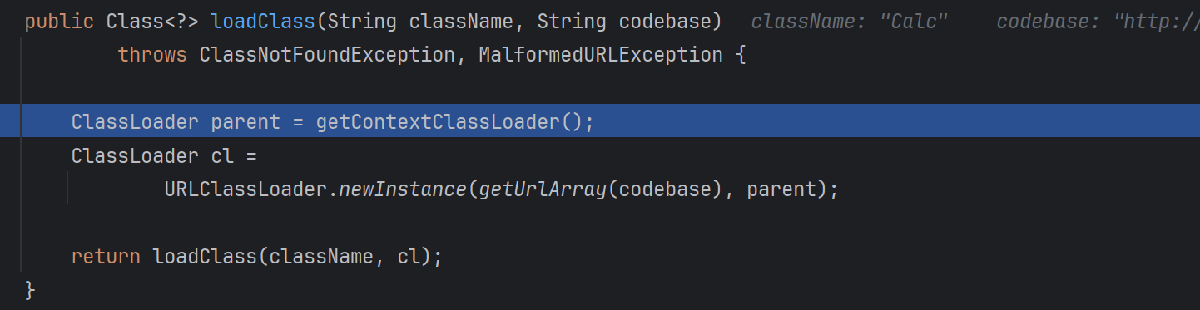 public Class<?> loadClass(String className, String codebase)  className: "Calc"    codebase: "http://
        throws ClassNotFoundException, MalformedURLException {
    ClassLoader parent = getContextClassLoader();
    ClassLoader cl =
            URLClassLoader.newInstance(getUrlArray(codebase), parent);
    return loadClass(className, cl);
}